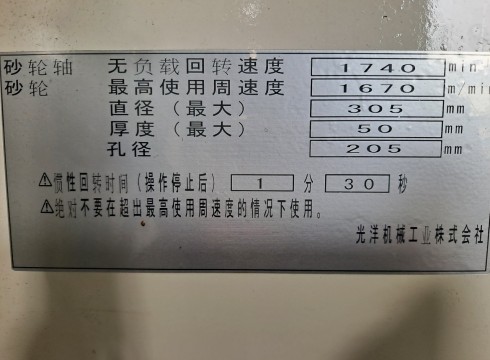 砂轮轴 无负载回转速度 1740 min
砂轮 最高使用周速度 1670 m/min
直径（最大） 305 mm
厚度（最大） 50 mm
孔径 205 mm
⚠惯性回转时间（操作停止后） 1 分 30 秒
⚠绝对不要在超出最高使用周速度的情况下使用。
光洋机械工业株式会社